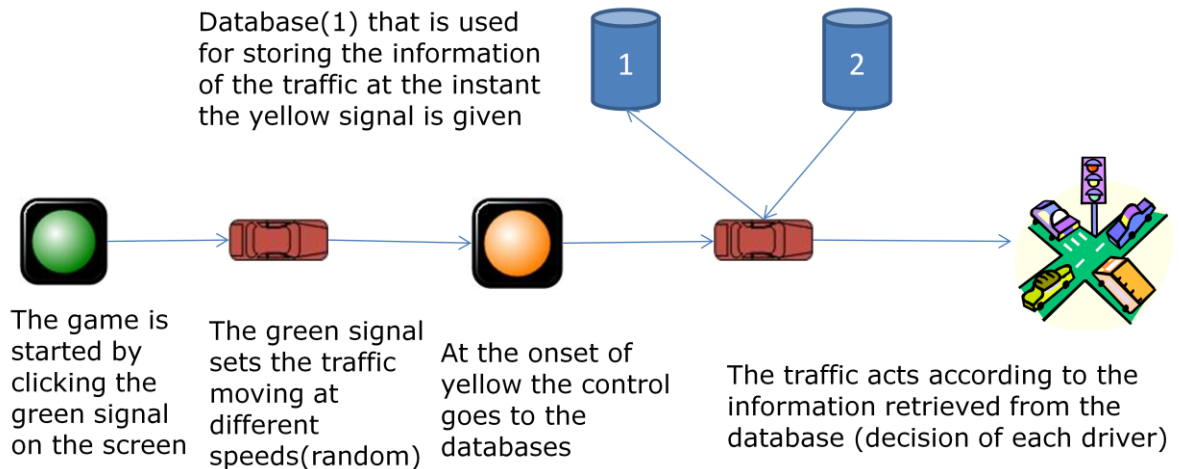 Database(1) that is used
for storing the information
of the traffic at the instant
the yellow signal is given
1
2
The game is
started by
clicking the
green signal
on the screen
The green signal
sets the traffic
moving at
different
speeds(random)
At the onset of
yellow the control
goes to the
databases
The traffic acts according to the
information retrieved from the
database (decision of each driver)